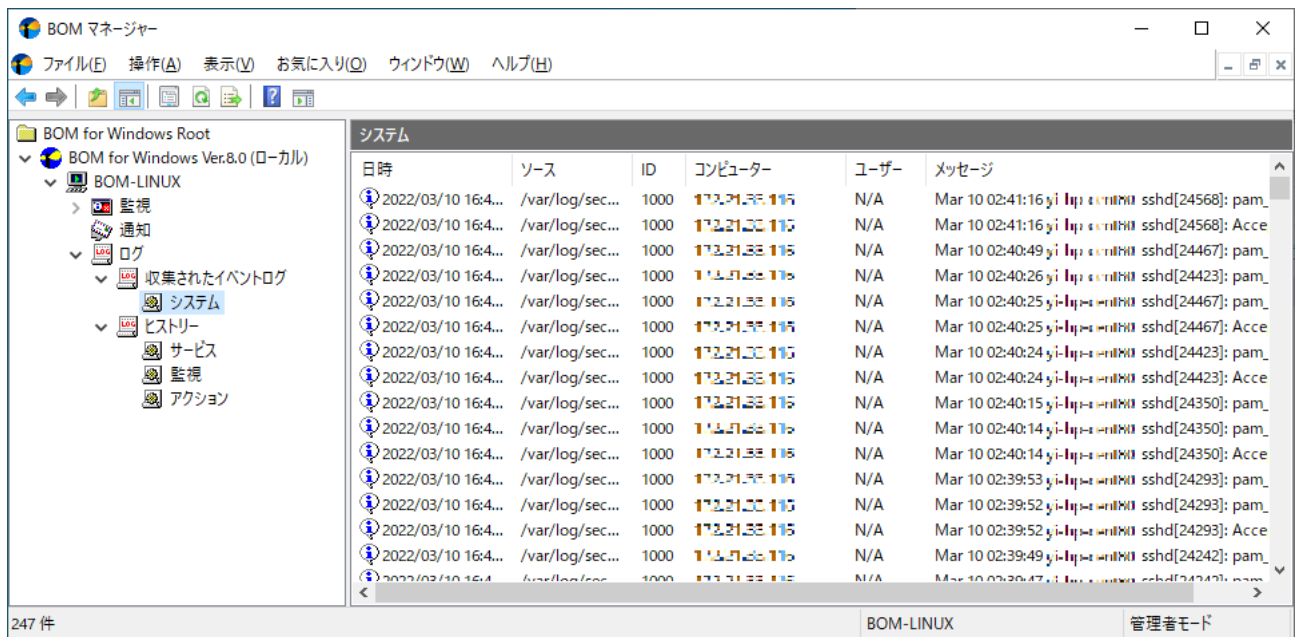 BOM マネージャー
ファイル(F) 操作(A) 表示(V) お気に入り(O) ウィンドウ(W) ヘルプ(H)
BOM for Windows Root
BOM for Windows Ver.8.0 (ローカル)
BOM-LINUX
監視
通知
ログ
収集されたイベントログ
システム
ヒストリー
サービス
監視
アクション
システム
日時 ソース ID コンピューター ユーザー メッセージ
2022/03/10 16:4... /var/log/sec... 1000 N/A Mar 10 02:41:16 sshd[24568]: pam_
2022/03/10 16:4... /var/log/sec... 1000 N/A Mar 10 02:41:16 sshd[24568]: Acce
2022/03/10 16:4... /var/log/sec... 1000 N/A Mar 10 02:40:49 sshd[24467]: pam_
2022/03/10 16:4... /var/log/sec... 1000 N/A Mar 10 02:40:26 sshd[24423]: pam_
2022/03/10 16:4... /var/log/sec... 1000 N/A Mar 10 02:40:25 sshd[24467]: pam_
2022/03/10 16:4... /var/log/sec... 1000 N/A Mar 10 02:40:25 sshd[24467]: Acce
2022/03/10 16:4... /var/log/sec... 1000 N/A Mar 10 02:40:24 sshd[24423]: pam_
2022/03/10 16:4... /var/log/sec... 1000 N/A Mar 10 02:40:24 sshd[24423]: Acce
2022/03/10 16:4... /var/log/sec... 1000 N/A Mar 10 02:40:15 sshd[24350]: pam_
2022/03/10 16:4... /var/log/sec... 1000 N/A Mar 10 02:40:14 sshd[24350]: pam_
2022/03/10 16:4... /var/log/sec... 1000 N/A Mar 10 02:40:14 sshd[24350]: Acce
2022/03/10 16:4... /var/log/sec... 1000 N/A Mar 10 02:39:53 sshd[24293]: pam_
2022/03/10 16:4... /var/log/sec... 1000 N/A Mar 10 02:39:52 sshd[24293]: pam_
2022/03/10 16:4... /var/log/sec... 1000 N/A Mar 10 02:39:52 sshd[24293]: Acce
2022/03/10 16:4... /var/log/sec... 1000 N/A Mar 10 02:39:49 sshd[24242]: pam_
2022/03/10 16:4... /var/log/sec... 1000 N/A Mar 10 02:39:47 sshd[24242]: pam_
247 件 BOM-LINUX 管理者モード